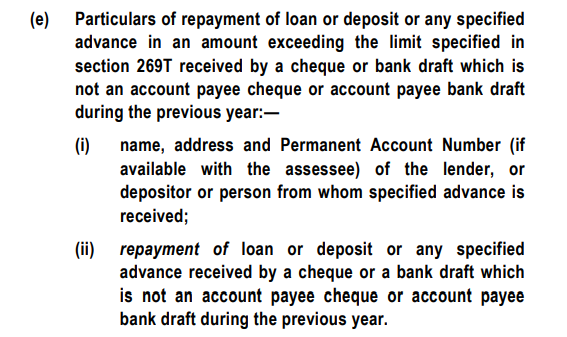 (e) Particulars of repayment of loan or deposit or any specified
advance in an amount exceeding the limit specified in
section 269T received by a cheque or bank draft which is
not an account payee cheque or account payee bank draft
during the previous year:—
(i) name, address and Permanent Account Number (if
available with the assessee) of the lender, or
depositor or person from whom specified advance is
received;
(ii) repayment of loan or deposit or any specified
advance received by a cheque or a bank draft which
is not an account payee cheque or account payee
bank draft during the previous year.